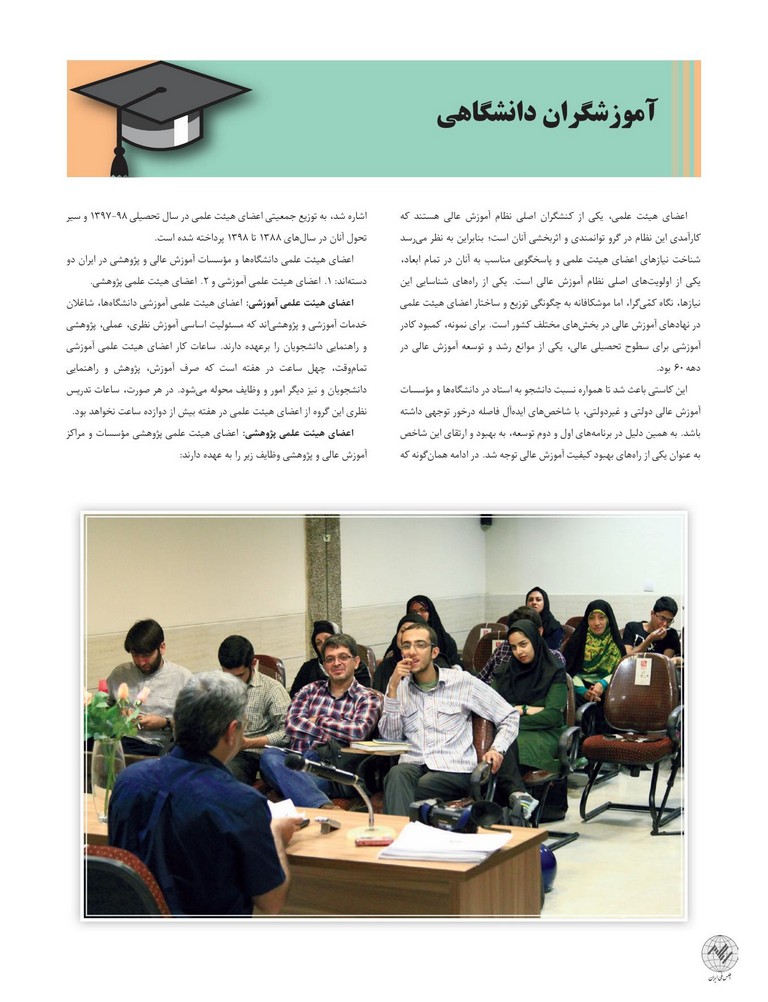 آموزشگران دانشگاهی
اعضای هیئت علمی، یکی از کنشگران اصلی نظام آموزش عالی هستند که
کارآمدی این نظام در گرو توانمندی و اثربخشی آنان است؛ بنابراین به نظر می‌رسد
شناخت نیازهای اعضای هیئت علمی و پاسخگویی مناسب به آنان در تمام ابعاد،
یکی از اولویت‌های اصلی نظام آموزش عالی است. یکی از راه‌های شناسایی این
نیازها، نگاه کمّی‌گرا، اما موشکافانه به چگونگی توزیع و ساختار اعضای هیئت علمی
در نهادهای آموزش عالی در بخش‌های مختلف کشور است. برای نمونه، کمبود کادر
آموزشی برای سطوح تحصیلی عالی، یکی از موانع رشد و توسعه آموزش عالی در
دهه ۶۰ بود.
این کاستی باعث شد تا همواره نسبت دانشجو به استاد در دانشگاه‌ها و مؤسسات
آموزش عالی دولتی و غیردولتی، با شاخص‌های ایده‌آل فاصله درخور توجهی داشته
باشد. به همین دلیل در برنامه‌های اول و دوم توسعه، به بهبود و ارتقای این شاخص
به عنوان یکی از راه‌های بهبود کیفیت آموزش عالی توجه شد. در ادامه همان‌گونه که
اشاره شد، به توزیع جمعیتی اعضای هیئت علمی در سال تحصیلی ۹۸-۱۳۹۷ و سیر
تحول آنان در سال‌های ۱۳۸۸ تا ۱۳۹۸ پرداخته شده است.
اعضای هیئت علمی دانشگاه‌ها و مؤسسات آموزش عالی و پژوهشی در ایران دو
دسته‌اند: ۱. اعضای هیئت علمی آموزشی و ۲. اعضای هیئت علمی پژوهشی.
اعضای هیئت علمی آموزشی: اعضای هیئت علمی آموزشی دانشگاه‌ها، شاغلان
خدمات آموزشی و پژوهشی‌اند که مسئولیت اساسی آموزش نظری، عملی، پژوهشی
و راهنمایی دانشجویان را برعهده دارند. ساعات کار اعضای هیئت علمی آموزشی
تمام‌وقت، چهل ساعت در هفته است که صرف آموزش، پژوهش و راهنمایی
دانشجویان و نیز دیگر امور و وظایف محوله می‌شود. در هر صورت، ساعات تدریس
نظری این گروه از اعضای هیئت علمی در هفته بیش از دوازده ساعت نخواهد بود.
اعضای هیئت علمی پژوهشی: اعضای هیئت علمی پژوهشی مؤسسات و مراکز
آموزش عالی و پژوهشی وظایف زیر را به عهده دارند: